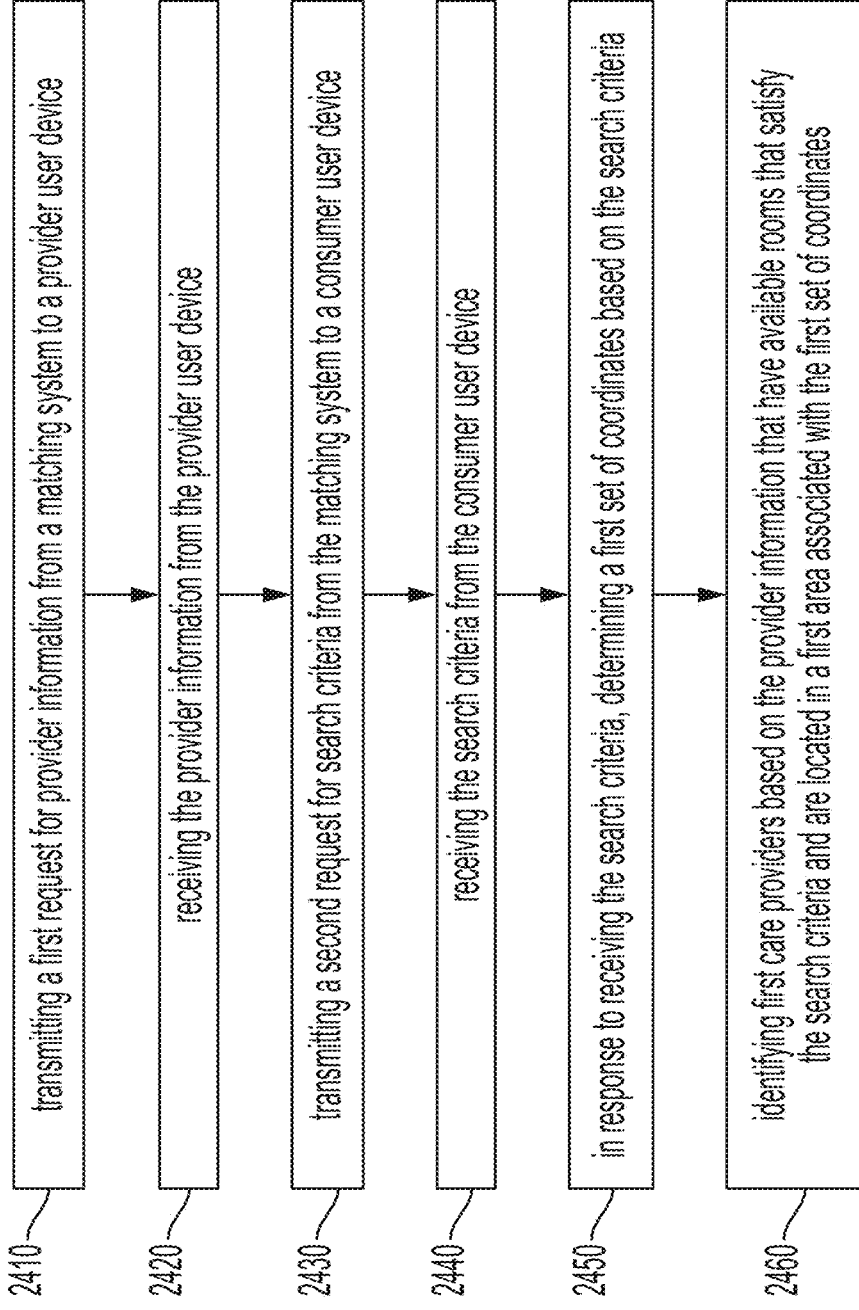 2410
transmitting a first request for provider information from a matching system to a provider user device
2420
receiving the provider information from the provider user device
2430
transmitting a second request for search criteria from the matching system to a consumer user device
2440
receiving the search criteria from the consumer user device
2450
in response to receiving the search criteria, determining a first set of coordinates based on the search criteria
2460
identifying first care providers based on the provider information that have available rooms that satisfy
the search criteria and are located in a first area associated with the first set of coordinates